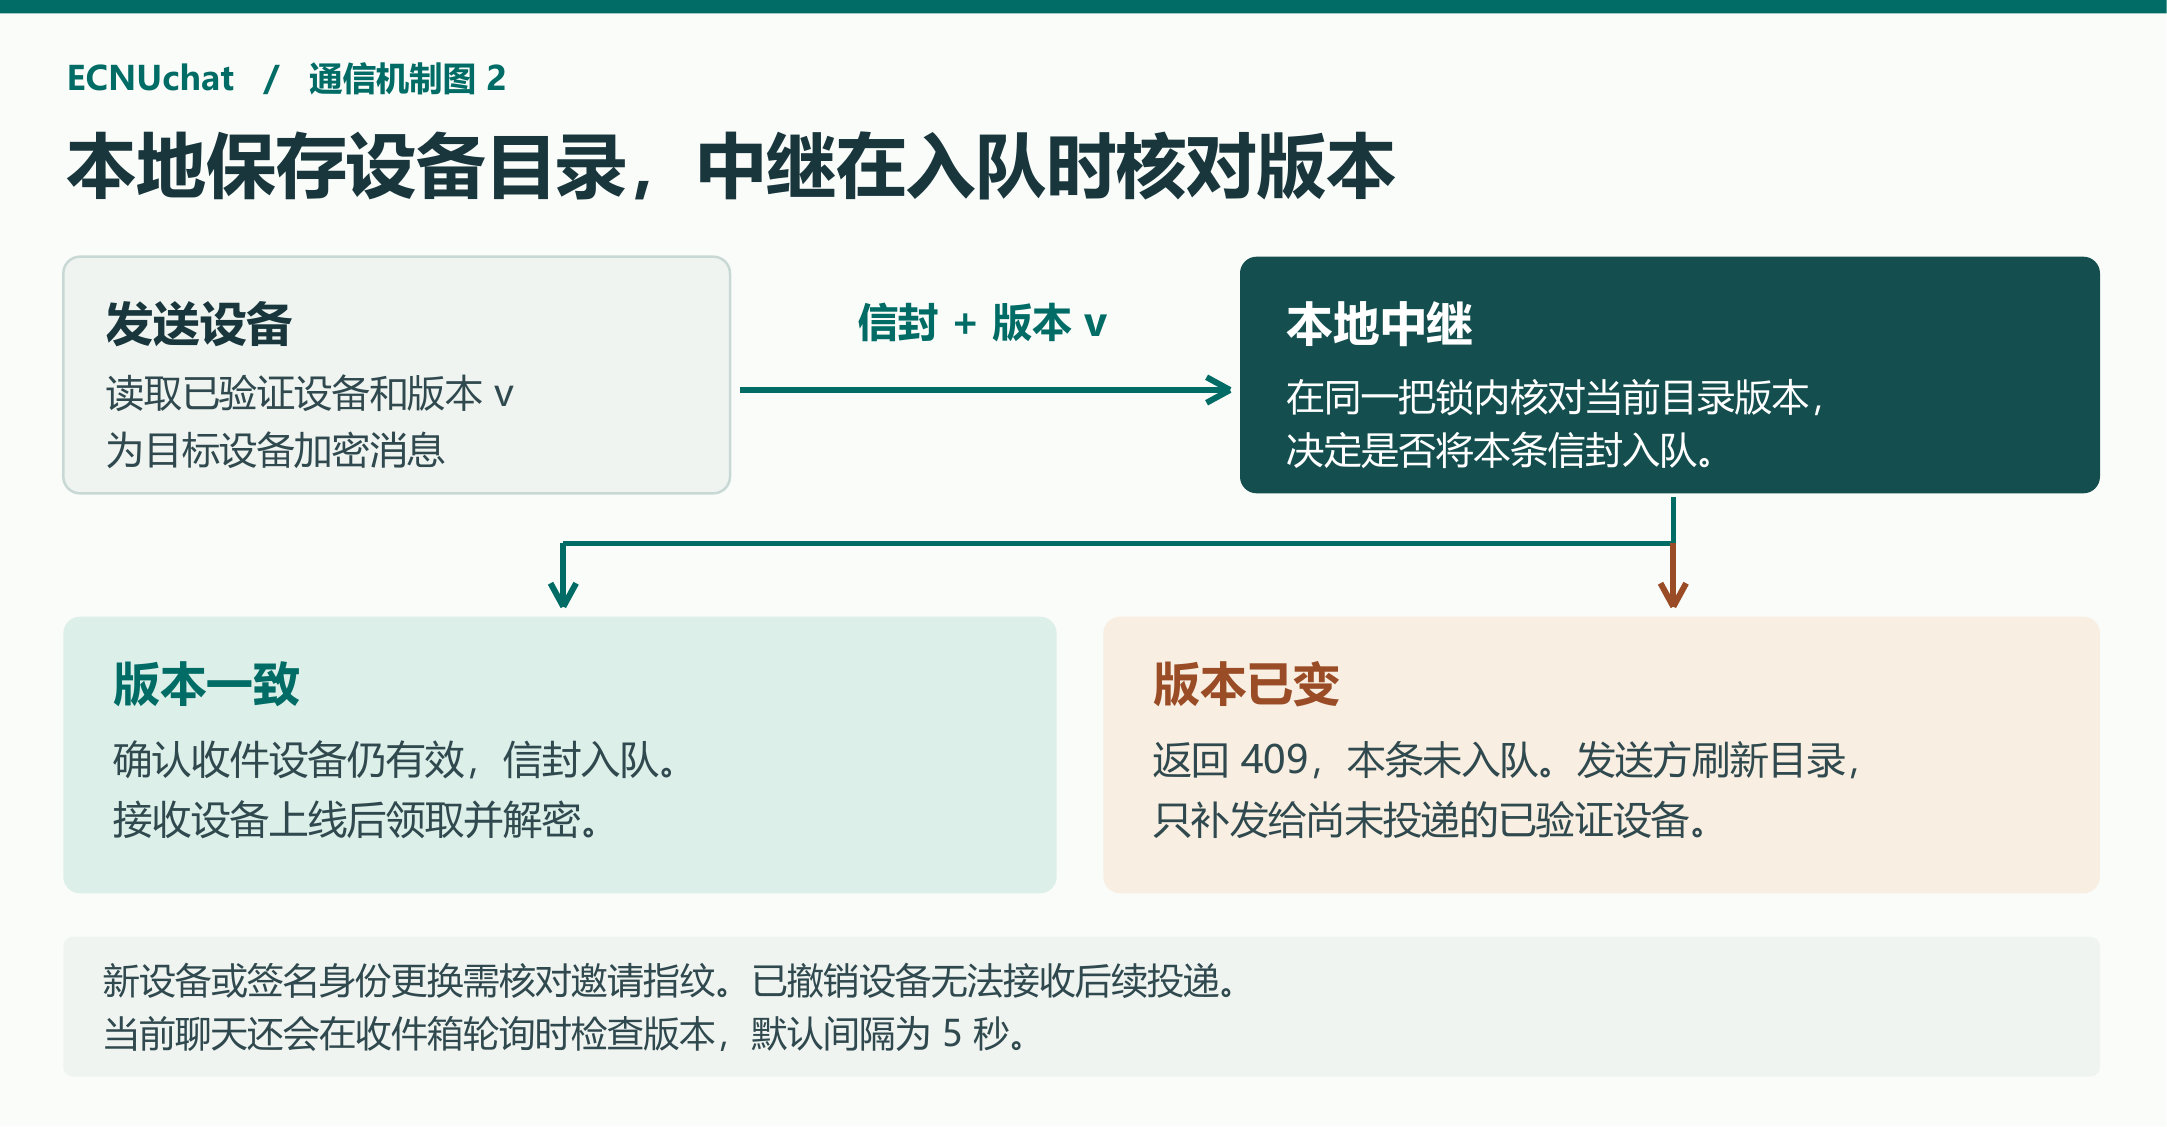 ECNUchat / 通信机制图 2
本地保存设备目录，中继在入队时核对版本
发送设备
读取已验证设备和版本 v
为目标设备加密消息
信封 + 版本 v
本地中继
在同一把锁内核对当前目录版本，
决定是否将本条信封入队。
版本一致
确认收件设备仍有效，信封入队。
接收设备上线后领取并解密。
版本已变
返回 409，本条未入队。发送方刷新目录，
只补发给尚未投递的已验证设备。
新设备或签名身份更换需核对邀请指纹。已撤销设备无法接收后续投递。
当前聊天还会在收件箱轮询时检查版本，默认间隔为 5 秒。